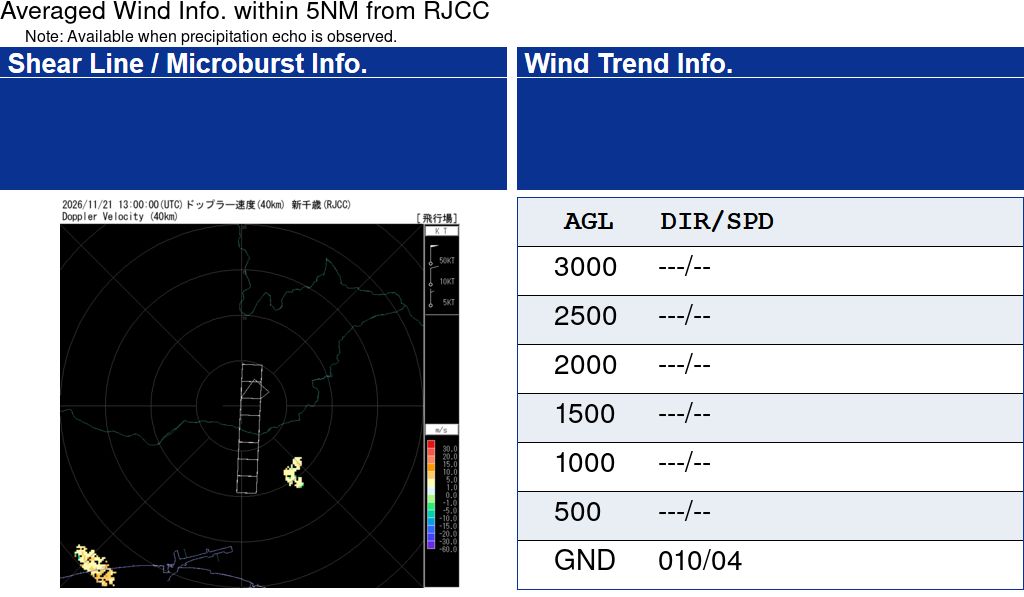 Averaged Wind Info. within 5NM from RJCC
Note: Available when precipitation echo is observed.
Shear Line / Microburst Info.
Wind Trend Info.
2026/11/21 13:00:00(UTC) ドップラー速度(40km) 新千歳(RJCC)
Doppler Velocity (40km)
[飛行場]
K T
50KT
10KT
5KT
m/s
30.0
20.0
15.0
10.0
5.0
1.0
0.0
-1.0
-5.0
-10.0
-15.0
-20.0
-30.0
-60.0
AGL DIR/SPD
3000 ---/--
2500 ---/--
2000 ---/--
1500 ---/--
1000 ---/--
500 ---/--
GND 010/04